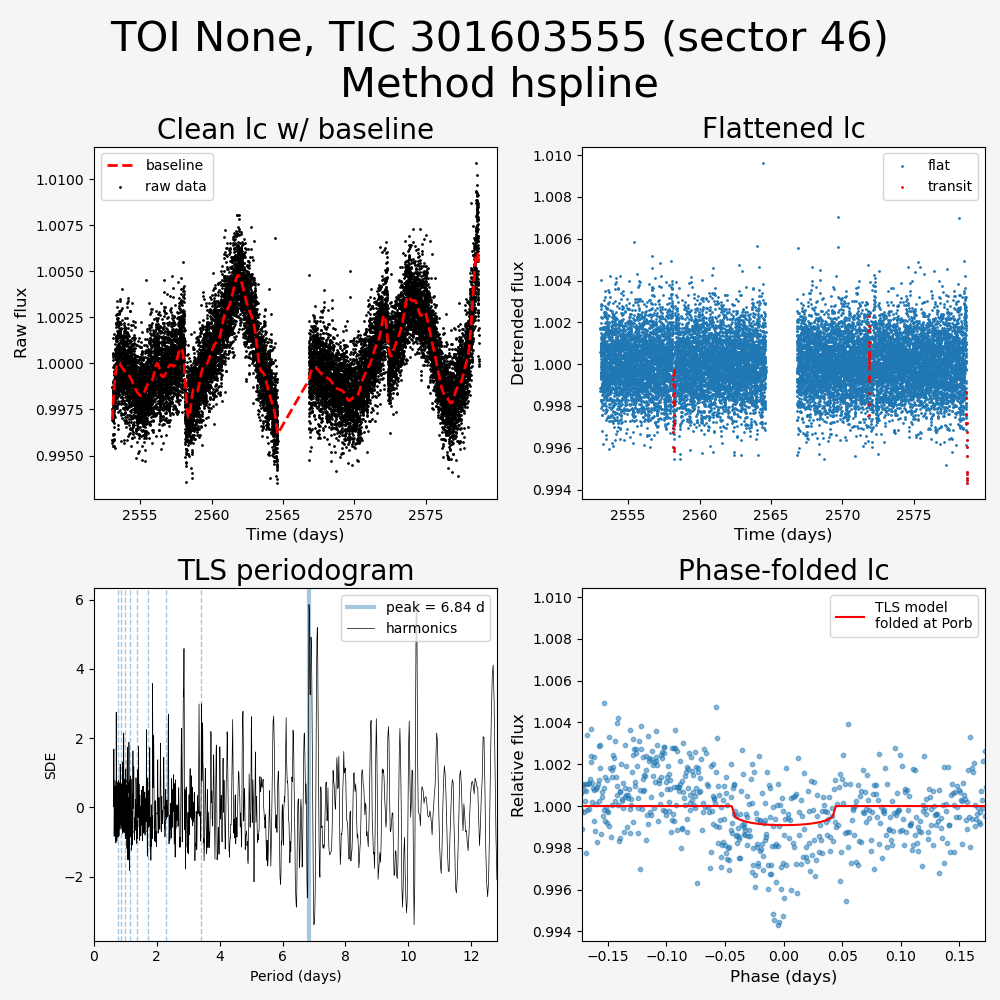 TOI None, TIC 301603555 (sector 46)
Method hspline
Clean lc w/ baseline
baseline
raw data
1.0100
1.0075
1.0050
1.0025
1.0000
0.9975
0.9950
Raw flux
2555
2560
2565
2570
2575
Time (days)
Flattened lc
flat
transit
1.010
1.008
1.006
1.004
1.002
1.000
0.998
0.996
0.994
Detrended flux
2555
2560
2565
2570
2575
Time (days)
TLS periodogram
peak = 6.84 d
harmonics
6
4
2
0
−2
SDE
0
2
4
6
8
10
12
Period (days)
Phase-folded lc
TLS model
folded at Porb
1.010
1.008
1.006
1.004
1.002
1.000
0.998
0.996
0.994
Relative flux
−0.15
−0.10
−0.05
0.00
0.05
0.10
0.15
Phase (days)